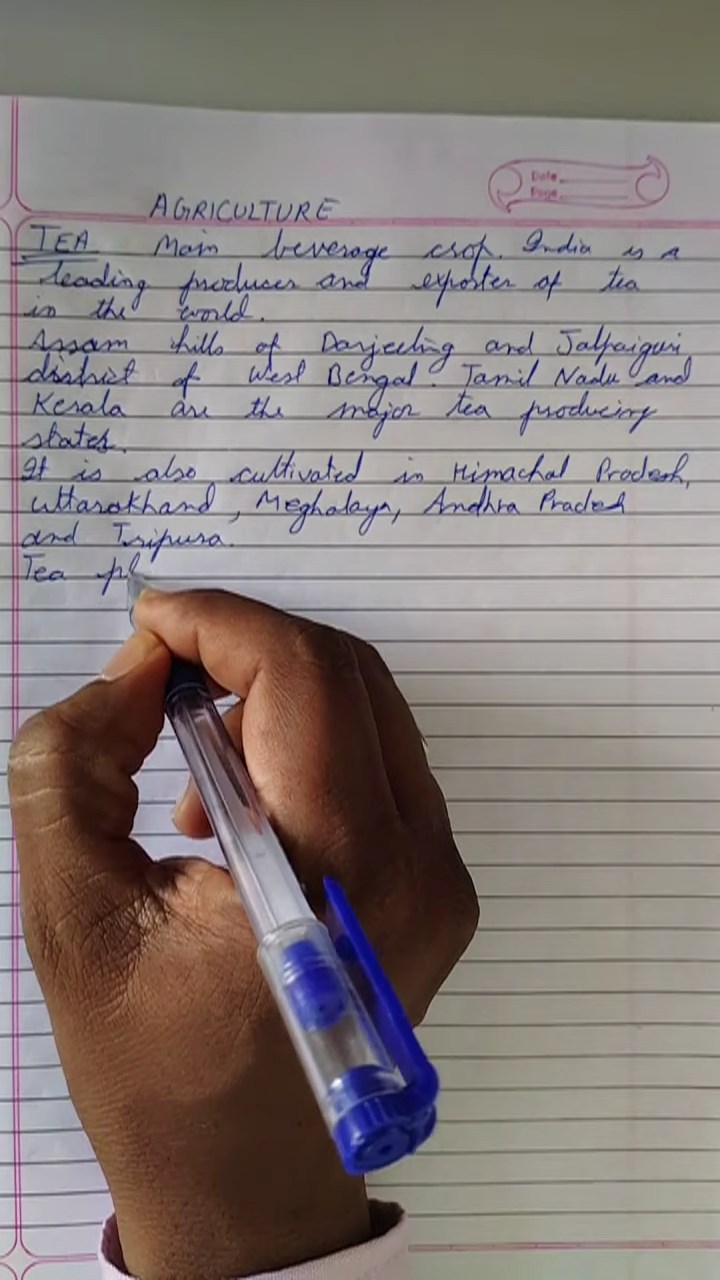 Date
Page
AGRICULTURE
TEA Main beverage crop. India is a
leading producer and exporter of tea
in the world.
Assam hills of Darjeeling and Jalpaiguri
district of West Bengal. Tamil Nadu and
Kerala are the major tea producing
states.
It is also cultivated in Himachal Pradesh,
Uttarakhand, Meghalaya, Andhra Pradesh
and Tripura.
Tea pl